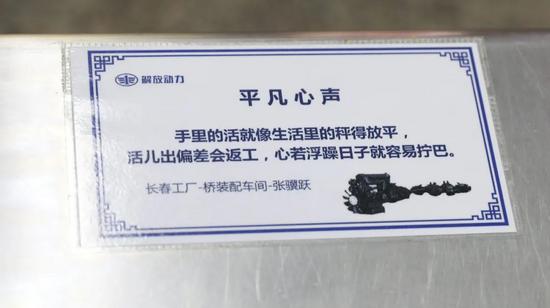 解放动力
平凡心声
手里的活就像生活里的秤得放平，
活儿出偏差会返工，心若浮躁日子就容易拧巴。
长春工厂-桥装配车间-张骥跃